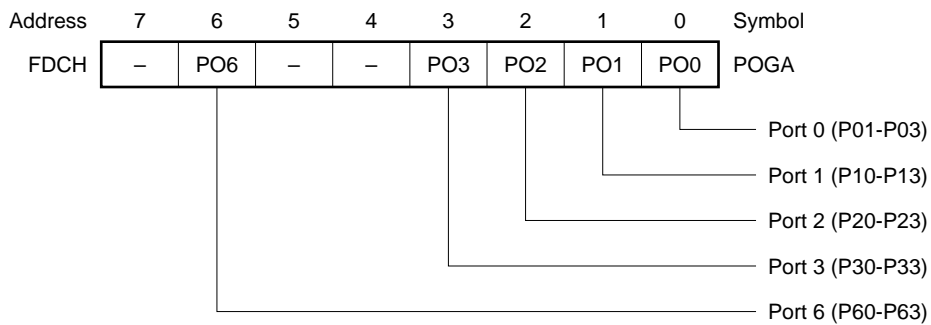 Address 7 6 5 4 3 2 1 0 Symbol
FDCH – PO6 – – PO3 PO2 PO1 PO0 POGA
Port 0 (P01-P03)
Port 1 (P10-P13)
Port 2 (P20-P23)
Port 3 (P30-P33)
Port 6 (P60-P63)